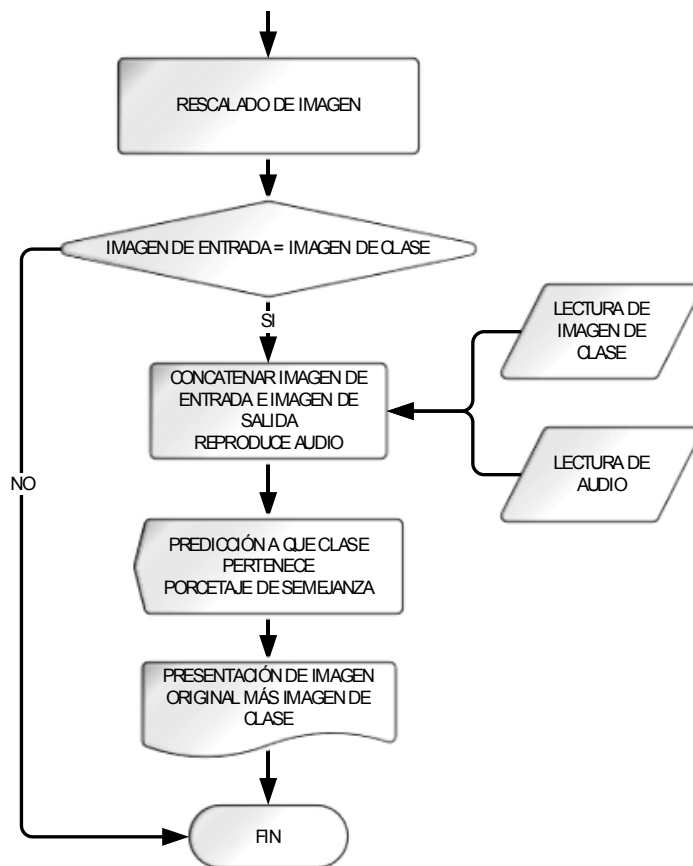 RESCALADO DE IMAGEN
IMAGEN DE ENTRADA = IMAGEN DE CLASE
SI
LECTURA DE
IMAGEN DE
CLASE
CONCATENAR IMAGEN DE
ENTRADA E IMAGEN DE
SALIDA
REPRODUCE AUDIO
LECTURA DE
AUDIO
NO
PREDICCIÓN A QUE CLASE
PERTENECE
PORCETAJE DE SEMEJANZA
PRESENTACIÓN DE IMAGEN
ORIGINAL MÁS IMAGEN DE
CLASE
FIN